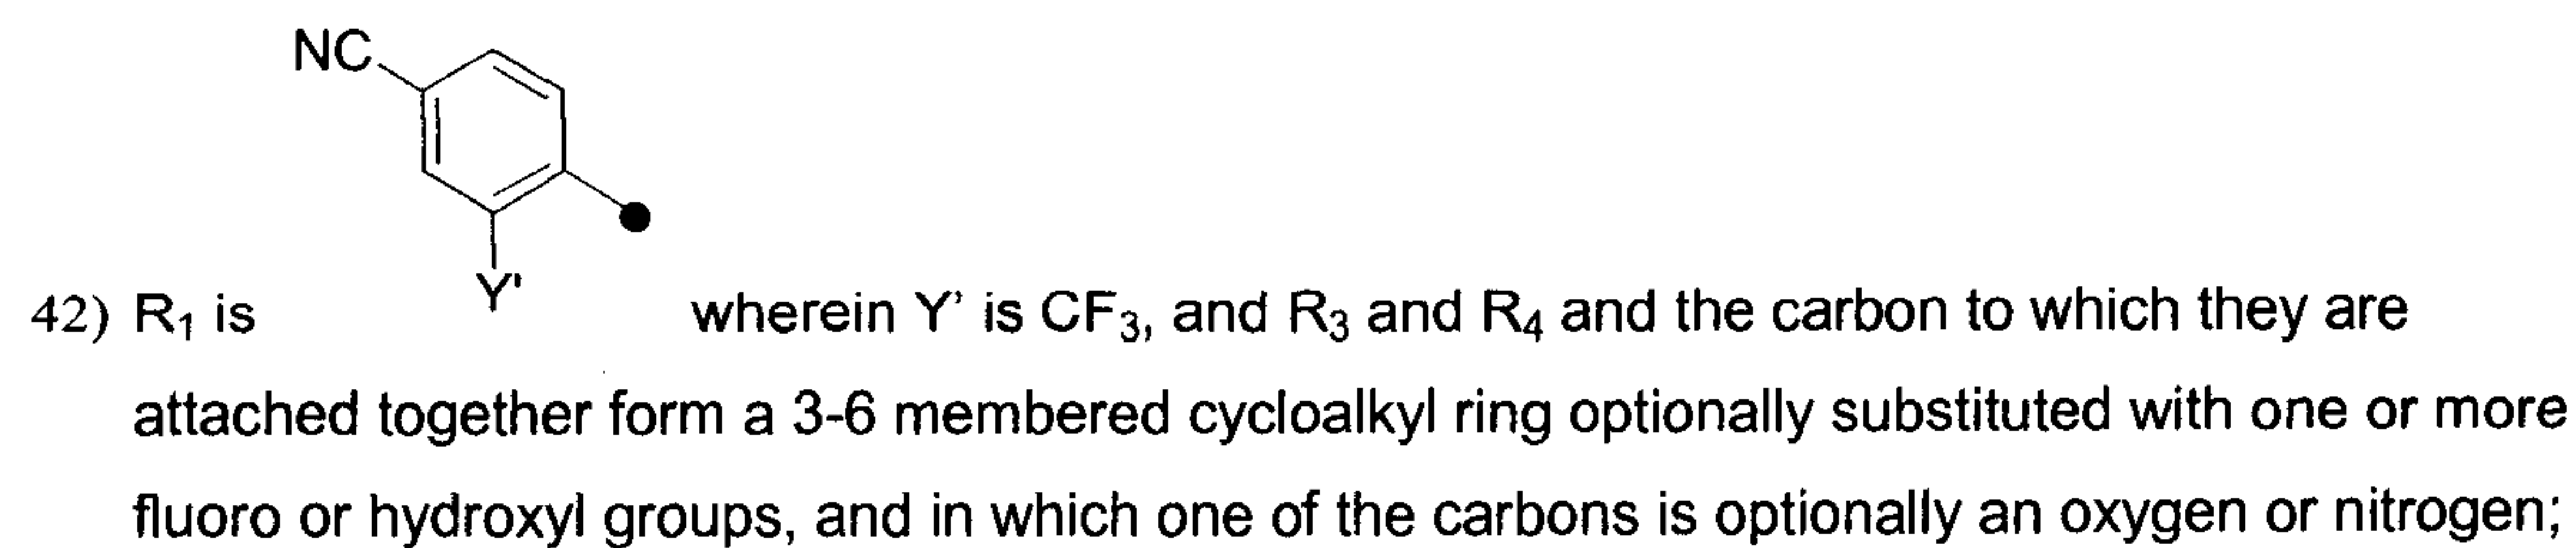 NC
Y'
42) R₁ is wherein Y' is CF₃, and R₃ and R₄ and the carbon to which they are
attached together form a 3-6 membered cycloalkyl ring optionally substituted with one or more
fluoro or hydroxyl groups, and in which one of the carbons is optionally an oxygen or nitrogen;